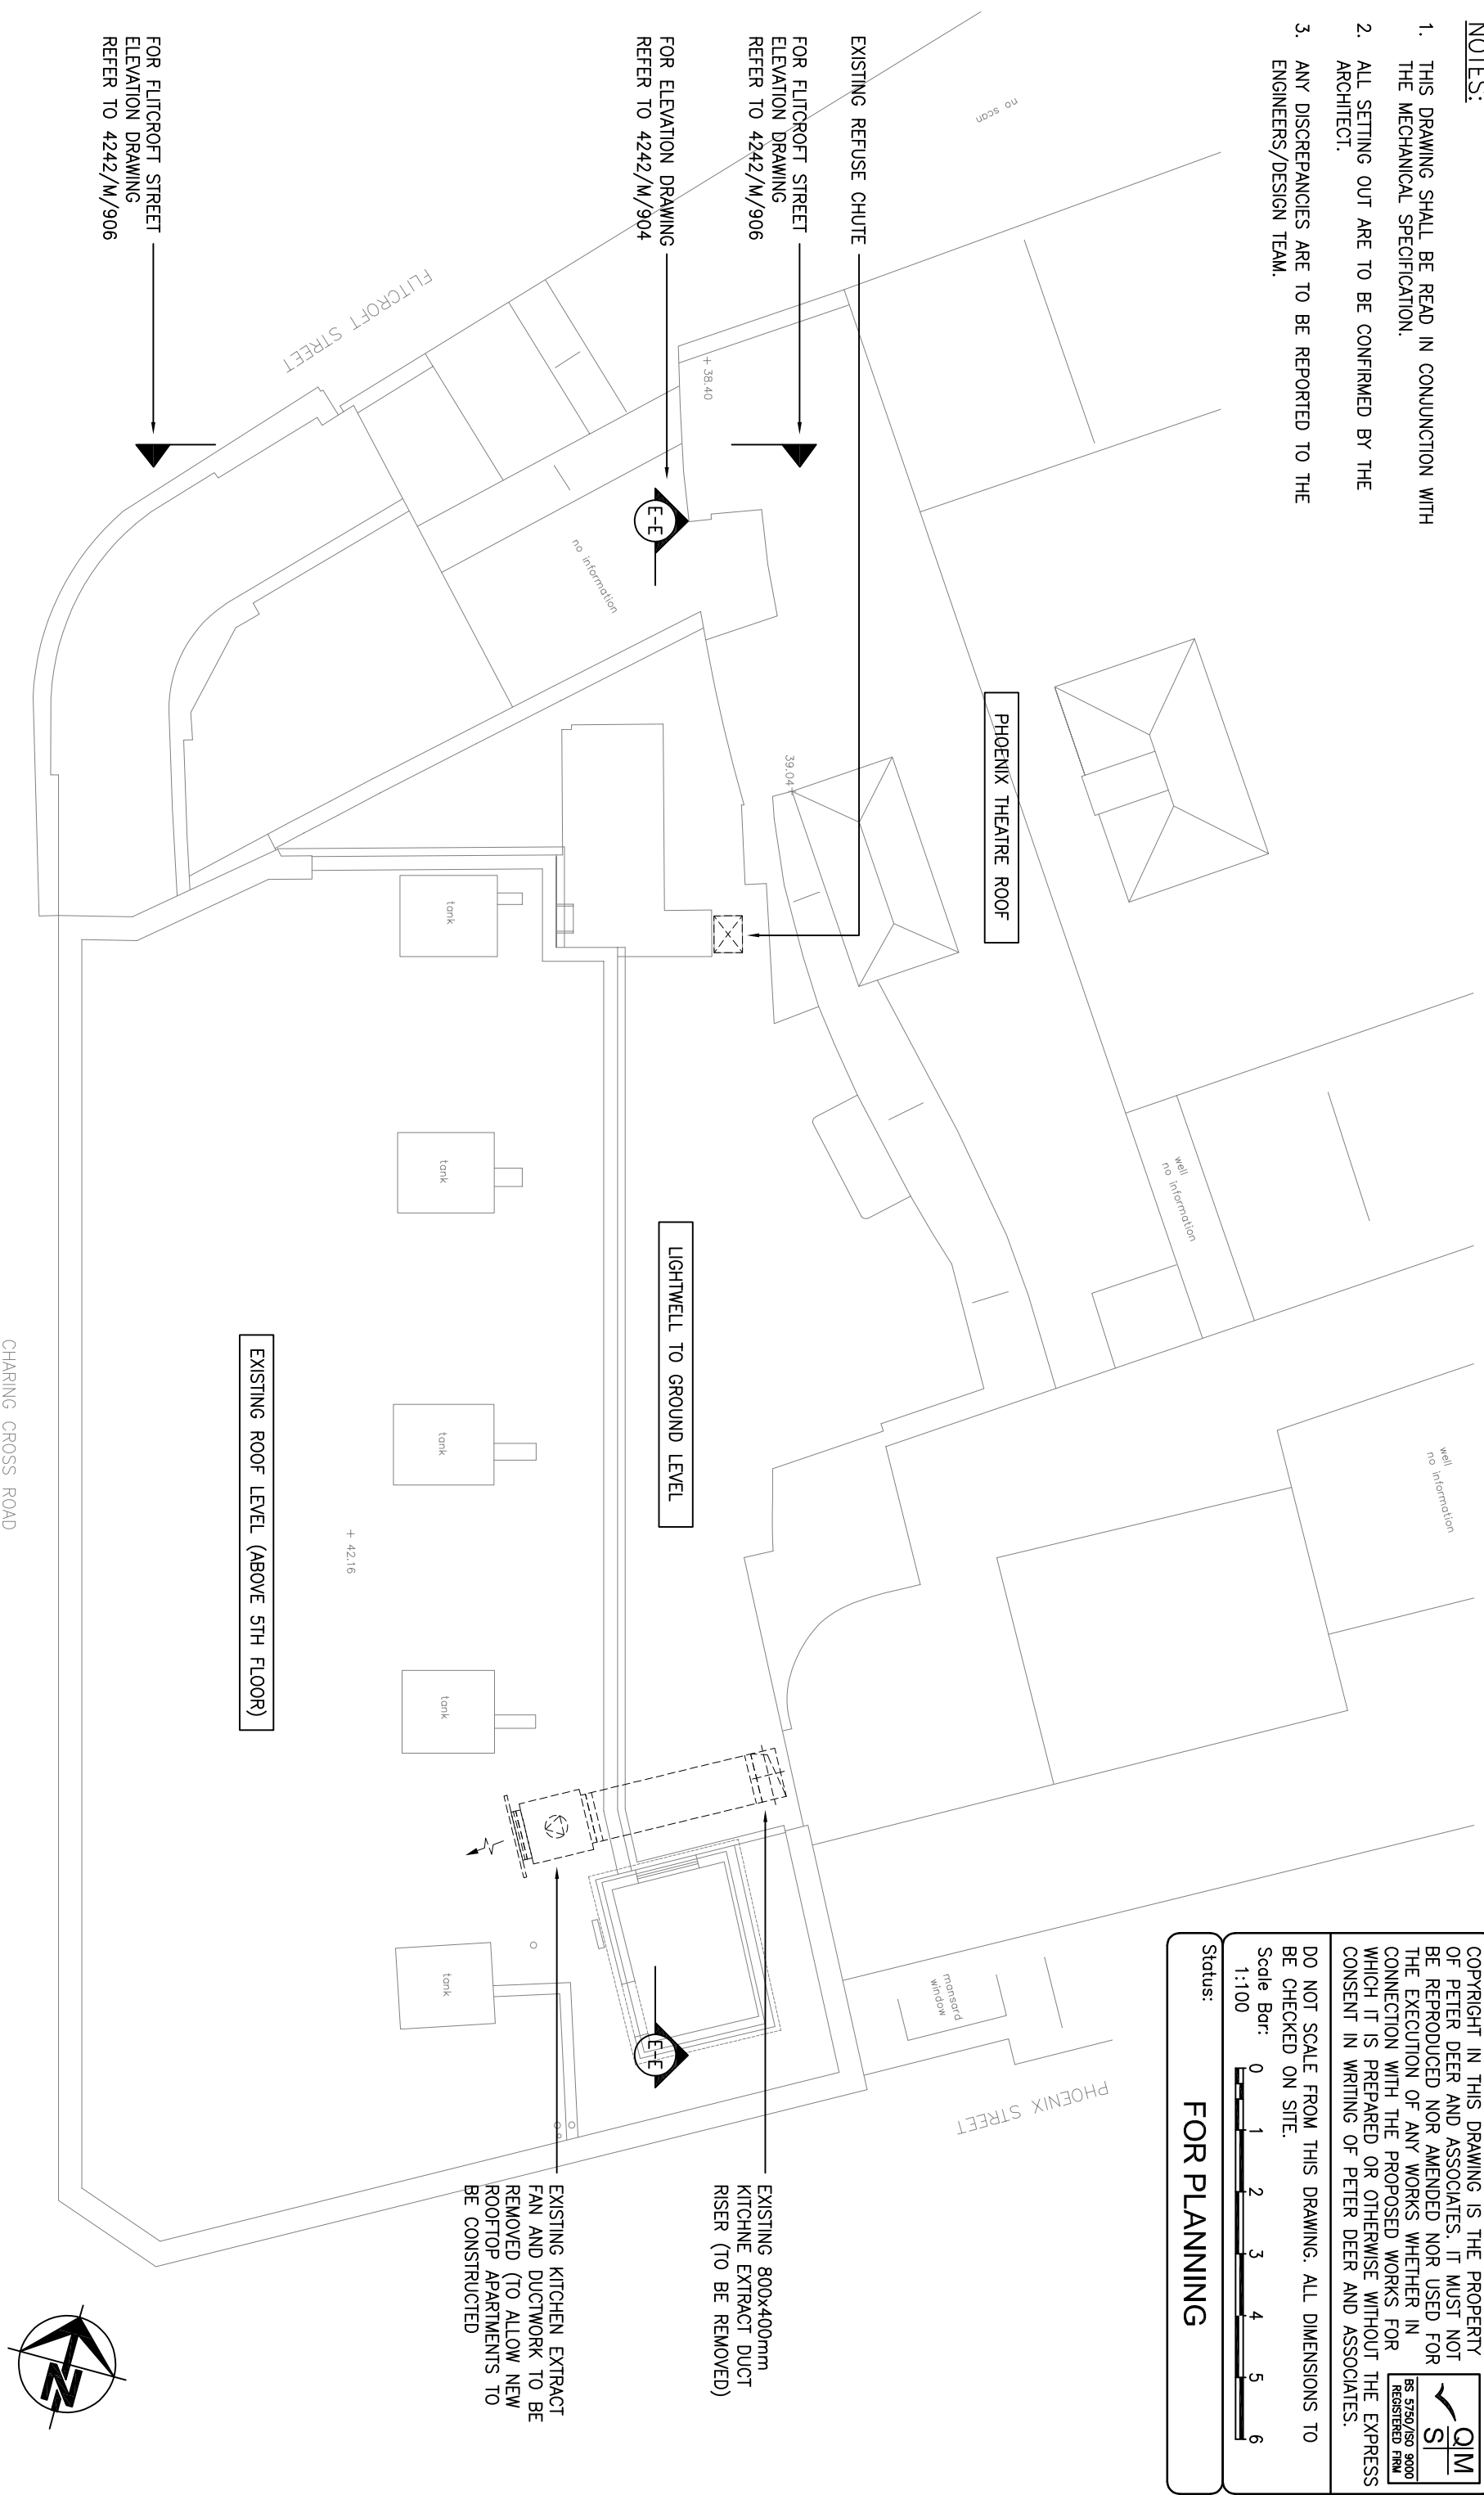 NOTES:
1. THIS DRAWING SHALL BE READ IN CONJUNCTION WITH
THE MECHANICAL SPECIFICATION.
2. ALL SETTING OUT ARE TO BE CONFIRMED BY THE
ARCHITECT.
3. ANY DISCREPANCIES ARE TO BE REPORTED TO THE
ENGINEERS/DESIGN TEAM.
COPYRIGHT IN THIS DRAWING IS THE PROPERTY
OF PETER DEER AND ASSOCIATES. IT MUST NOT
BE REPRODUCED NOR AMENDED NOR USED FOR
THE EXECUTION OF ANY WORKS WHETHER IN
CONNECTION WITH THE PROPOSED WORKS FOR
WHICH IT IS PREPARED OR OTHERWISE WITHOUT THE EXPRESS
CONSENT IN WRITING OF PETER DEER AND ASSOCIATES.
QM
S
BS 5750/ISO 9000
REGISTERED FIRM
DO NOT SCALE FROM THIS DRAWING. ALL DIMENSIONS TO
BE CHECKED ON SITE.
Scale Bar:
1:100
0 1 2 3 4 5 6
Status:
FOR PLANNING
EXISTING REFUSE CHUTE
FOR FLITCROFT STREET
ELEVATION DRAWING
REFER TO 4242/M/906
FOR ELEVATION DRAWING
REFER TO 4242/M/904
FOR FLITCROFT STREET
ELEVATION DRAWING
REFER TO 4242/M/906
no scan
well
no information
well
no information
PHOENIX THEATRE ROOF
mansard
window
PHOENIX STREET
+ 38.40
39.04+
E-E
no information
FLITCROFT STREET
LIGHTWELL TO GROUND LEVEL
E-E
EXISTING 800x400mm
KITCHNE EXTRACT DUCT
RISER (TO BE REMOVED)
tank
tank
tank
tank
tank
EXISTING KITCHEN EXTRACT
FAN AND DUCTWORK TO BE
REMOVED (TO ALLOW NEW
ROOFTOP APARTMENTS TO
BE CONSTRUCTED
+ 42.16
EXISTING ROOF LEVEL (ABOVE 5TH FLOOR)
CHARING CROSS ROAD
N